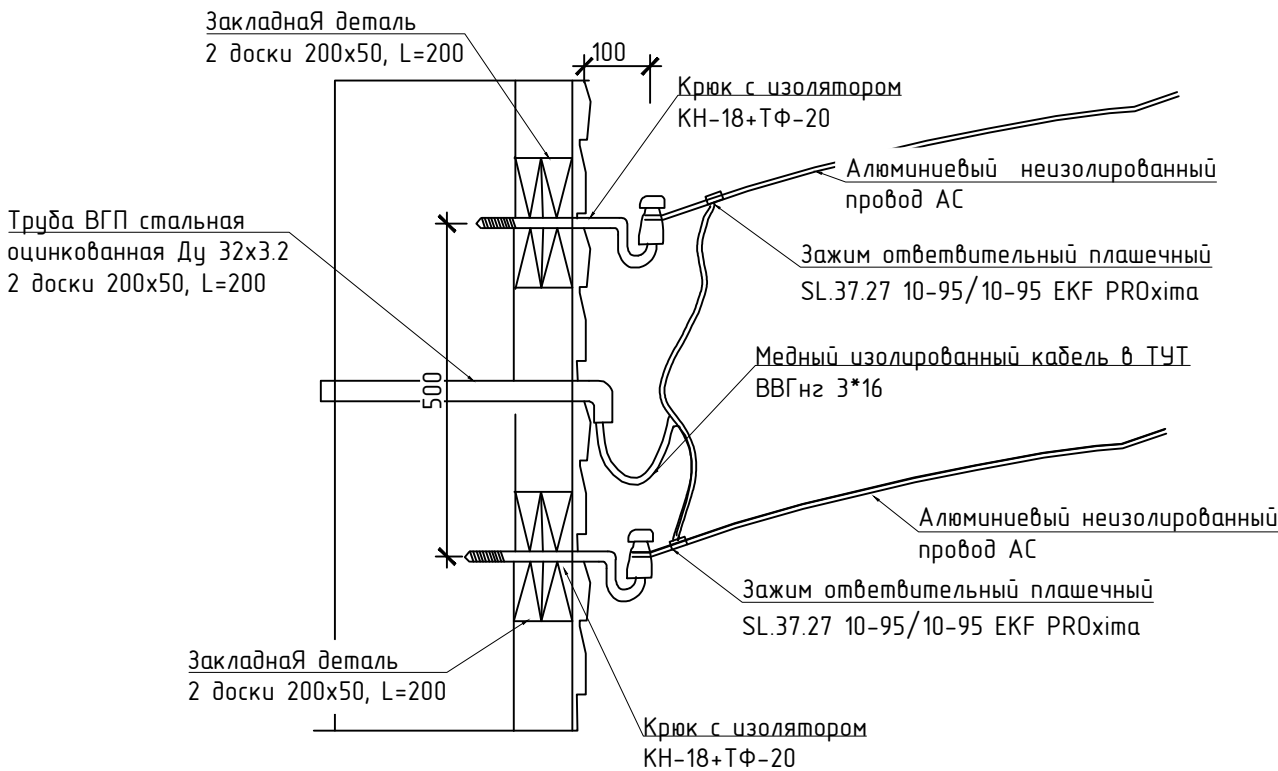 ЗакладнаЯ деталь
2 доски 200х50, L=200
100
Крюк с изолятором
КН-18+ТФ-20
Алюминиевый неизолированный
провод АС
Труба ВГП стальная
оцинкованная Ду 32х3.2
2 доски 200х50, L=200
Зажим ответвительный плашечный
SL.37.27 10-95/10-95 EKF PROxima
Медный изолированный кабель в ТУТ
ВВГнг 3*16
500
Алюминиевый неизолированный
провод АС
Зажим ответвительный плашечный
SL.37.27 10-95/10-95 EKF PROxima
ЗакладнаЯ деталь
2 доски 200х50, L=200
Крюк с изолятором
КН-18+ТФ-20